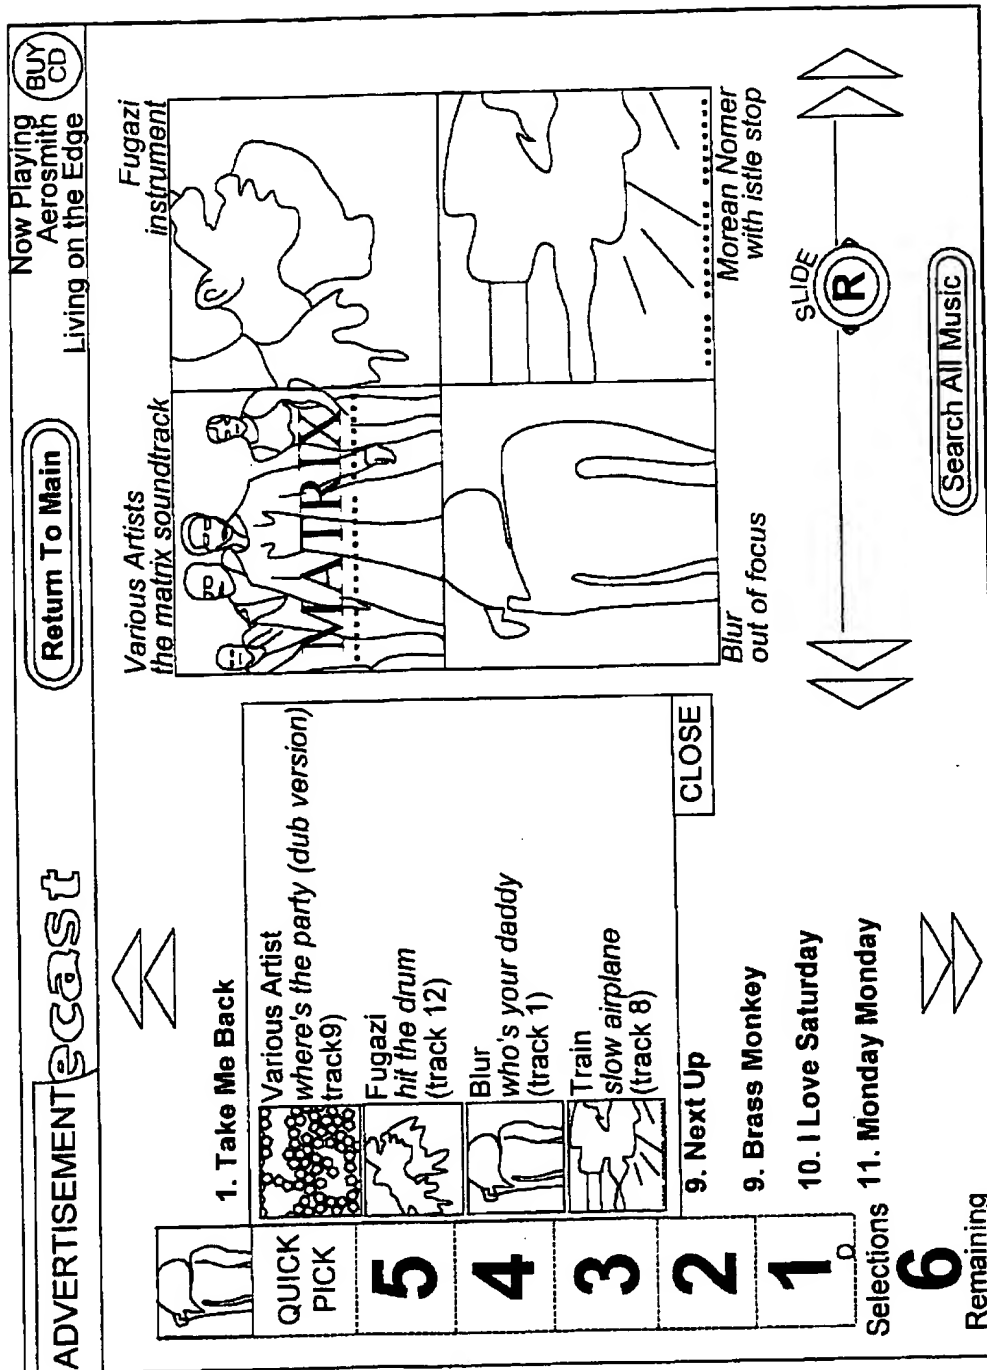 ADVERTISEMENT
ecast
Return To Main
Now Playing
Aerosmith
Living on the Edge
BUY
CD
QUICK
PICK
5
4
3
2
1
Selections
6
Remaining
1. Take Me Back
Various Artist
where's the party (dub version)
track9)
Fugazi
hit the drum
(track 12)
Blur
who's your daddy
(track 1)
Train
slow airplane
(track 8)
CLOSE
9. Next Up
9. Brass Monkey
10. I Love Saturday
11. Monday Monday
Various Artists
the matrix soundtrack
MATRIX
Fugazi
instrument
Blur
out of focus
Morean Nomer
with istle stop
SLIDE
R
Search All Music